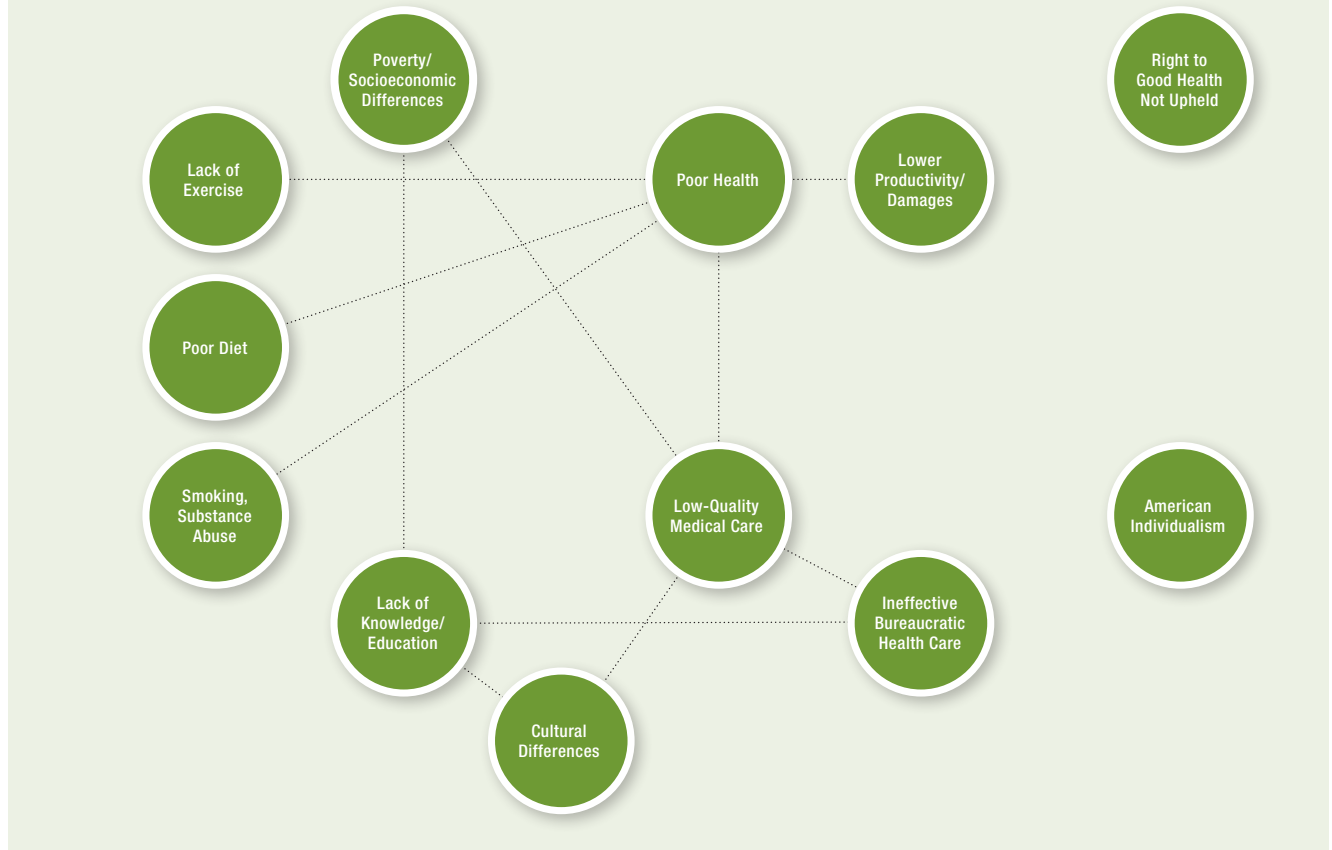 Poverty/
Socioeconomic
Differences
Right to
Good Health
Not Upheld
Lack of
Exercise
Poor Health
Lower
Productivity/
Damages
Poor Diet
Smoking,
Substance
Abuse
Low-Quality
Medical Care
American
Individualism
Lack of
Knowledge/
Education
Ineffective
Bureaucratic
Health Care
Cultural
Differences